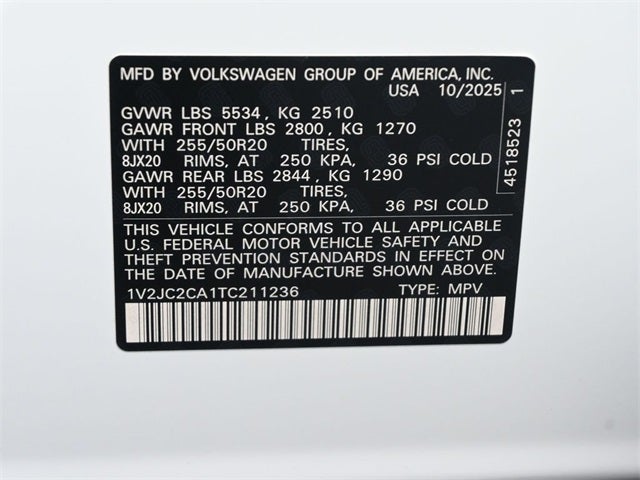 MFD BY VOLKSWAGEN GROUP OF AMERICA, INC.
USA 10/2025
GVWR LBS 5534, KG 2510
GAWR FRONT LBS 2800, KG 1270
WITH 255/50R20 TIRES,
8JX20 RIMS, AT 250 KPA, 36 PSI COLD
GAWR REAR LBS 2844, KG 1290
WITH 255/50R20 TIRES,
8JX20 RIMS, AT 250 KPA, 36 PSI COLD
THIS VEHICLE CONFORMS TO ALL APPLICABLE
U.S. FEDERAL MOTOR VEHICLE SAFETY AND
THEFT PREVENTION STANDARDS IN EFFECT ON
THE DATE OF MANUFACTURE SHOWN ABOVE.
1V2JC2CA1TC211236 TYPE: MPV
4518523 1